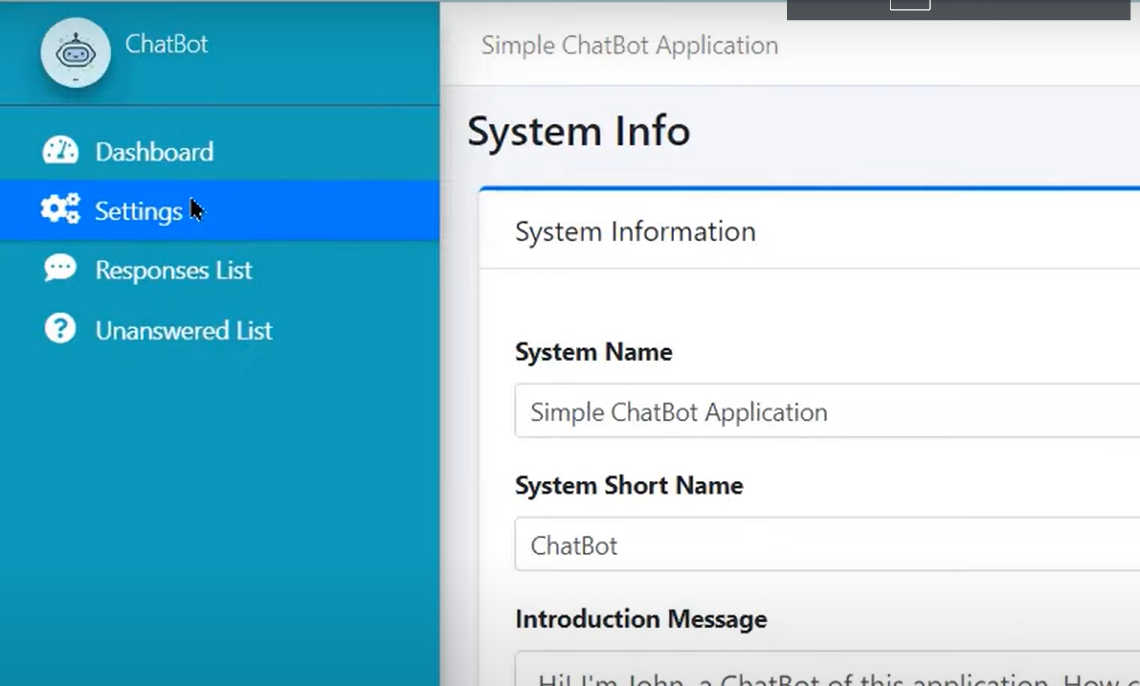 ChatBot
Simple ChatBot Application
Dashboard
Settings
Responses List
Unanswered List
System Info
System Information
System Name
Simple ChatBot Application
System Short Name
ChatBot
Introduction Message
Hi! I'm John, a ChatBot of this application. How